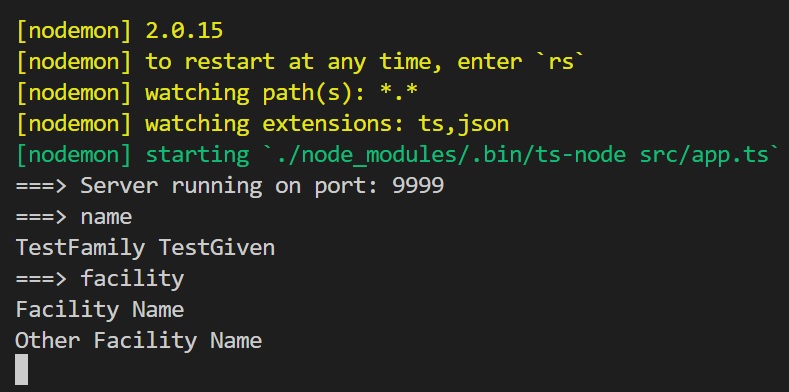 [nodemon] 2.0.15
[nodemon] to restart at any time, enter `rs`
[nodemon] watching path(s): *.*
[nodemon] watching extensions: ts,json
[nodemon] starting `./node_modules/.bin/ts-node src/app.ts`
===> Server running on port: 9999
===> name
TestFamily TestGiven
===> facility
Facility Name
Other Facility Name